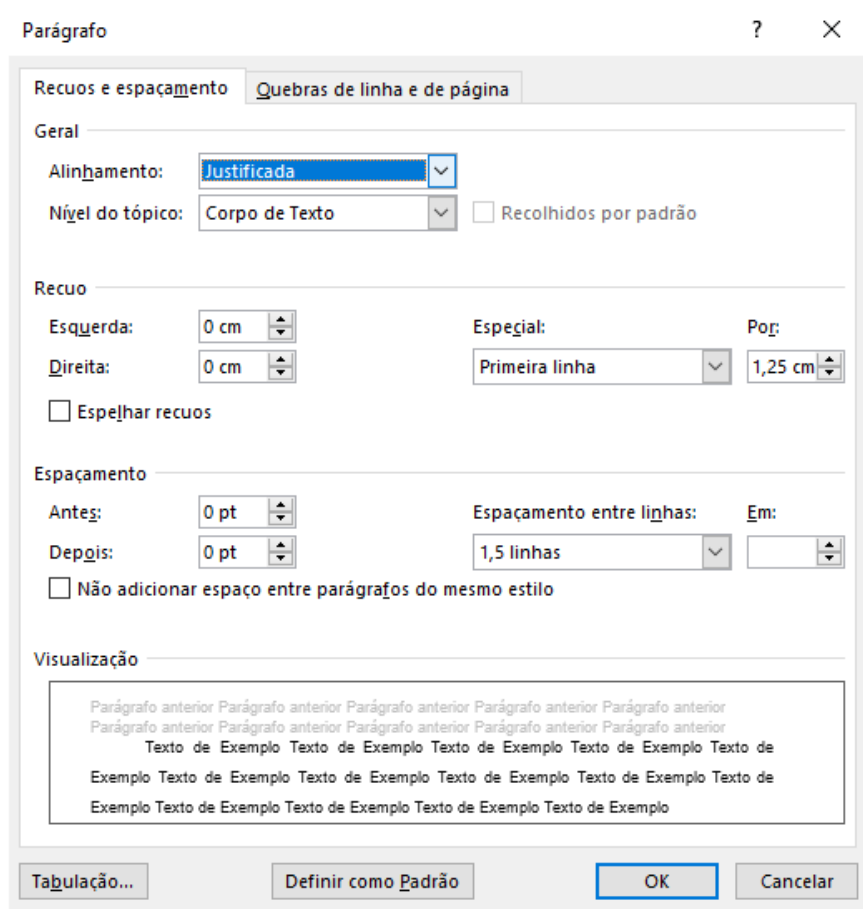 Parágrafo ?
Recuos e espaçamento Quebras de linha e de página
Geral
Alinhamento: Justificada
Nível do tópico: Corpo de Texto Recolhidos por padrão
Recuo
Esquerda: 0 cm Especial: Por:
Direita: 0 cm Primeira linha 1,25 cm
Espelhar recuos
Espaçamento
Antes: 0 pt Espaçamento entre linhas: Em:
Depois: 0 pt 1,5 linhas
Não adicionar espaço entre parágrafos do mesmo estilo
Visualização
Parágrafo anterior Parágrafo anterior Parágrafo anterior Parágrafo anterior Parágrafo anterior
Parágrafo anterior Parágrafo anterior Parágrafo anterior Parágrafo anterior Parágrafo anterior
Texto de Exemplo Texto de Exemplo Texto de Exemplo Texto de Exemplo Texto de
Exemplo Texto de Exemplo Texto de Exemplo Texto de Exemplo Texto de Exemplo Texto de
Exemplo Texto de Exemplo Texto de Exemplo Texto de Exemplo Texto de Exemplo
Tabulação... Definir como Padrão OK Cancelar